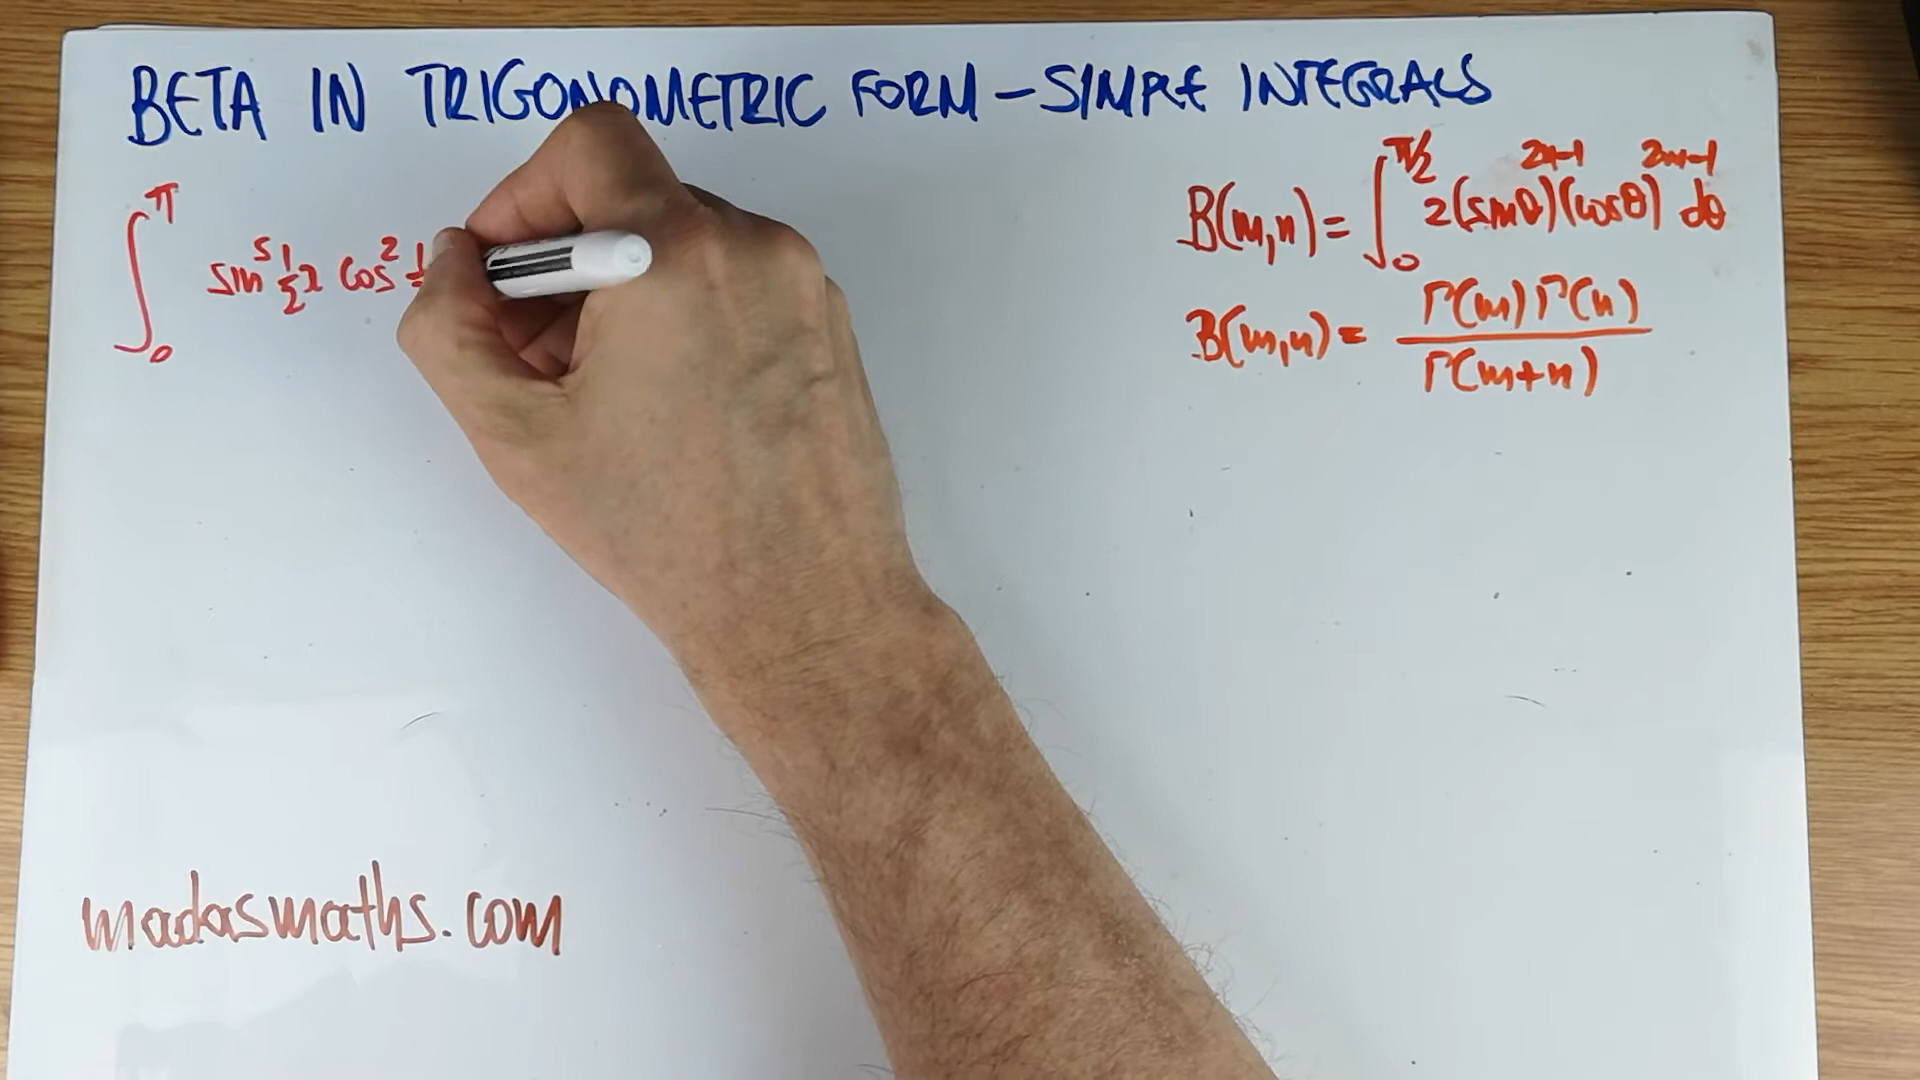 BETA IN TRIGONOMETRIC FORM – SIMPLE INTEGRALS
∫₀^π sin⁵ ½x cos² ½
B(m,n) = ∫₀^{π/2} 2(sinθ)^{2n-1}(cosθ)^{2m-1} dθ
B(m,n) = Γ(m)Γ(n) / Γ(m+n)
madasmaths.com